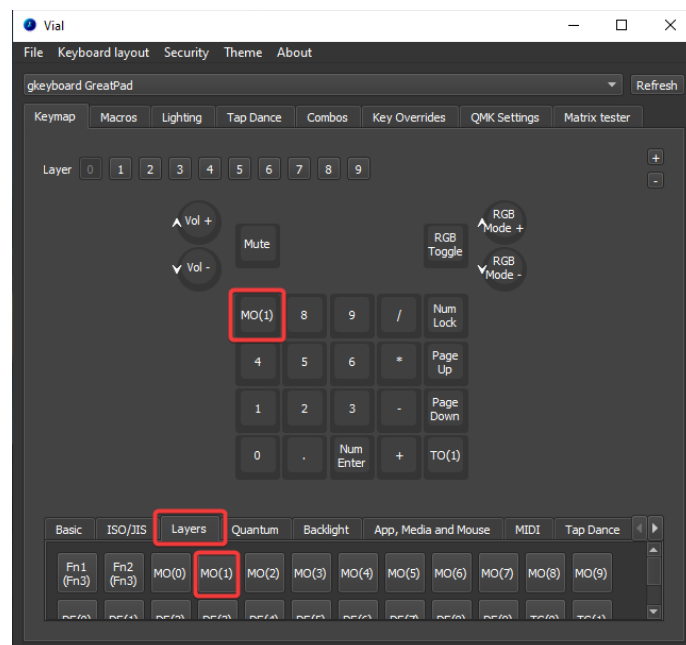 Vial
File Keyboard layout Security Theme About
gkeyboard GreatPad Refresh
Keymap Macros Lighting Tap Dance Combos Key Overrides QMK Settings Matrix tester
Layer 0 1 2 3 4 5 6 7 8 9 +
-
Vol + RGB
Mode +
Mute RGB
Toggle
Vol - RGB
Mode -
MO(1) 8 9 / Num
Lock
4 5 6 * Page
Up
1 2 3 - Page
Down
0 . Num
Enter + TO(1)
Basic ISO/JIS Layers Quantum Backlight App, Media and Mouse MIDI Tap Dance
Fn1
(Fn3) Fn2
(Fn3) MO(0) MO(1) MO(2) MO(3) MO(4) MO(5) MO(6) MO(7) MO(8) MO(9)